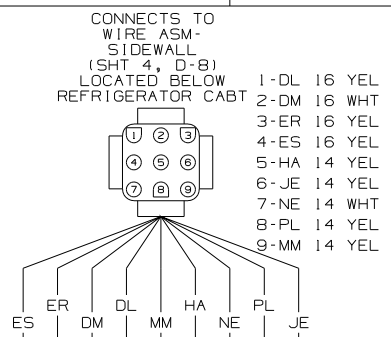 CONNECTS TO
WIRE ASM-
SIDEWALL
(SHT 4, D-8)
LOCATED BELOW
REFRIGERATOR CABT
1-DL 16 YEL
2-DM 16 WHT
3-ER 16 YEL
4-ES 16 YEL
5-HA 14 YEL
6-JE 14 YEL
7-NE 14 WHT
8-PL 14 YEL
9-MM 14 YEL
1 2 3
4 5 6
7 8 9
ER DL HA PL
ES DM MM NE JE